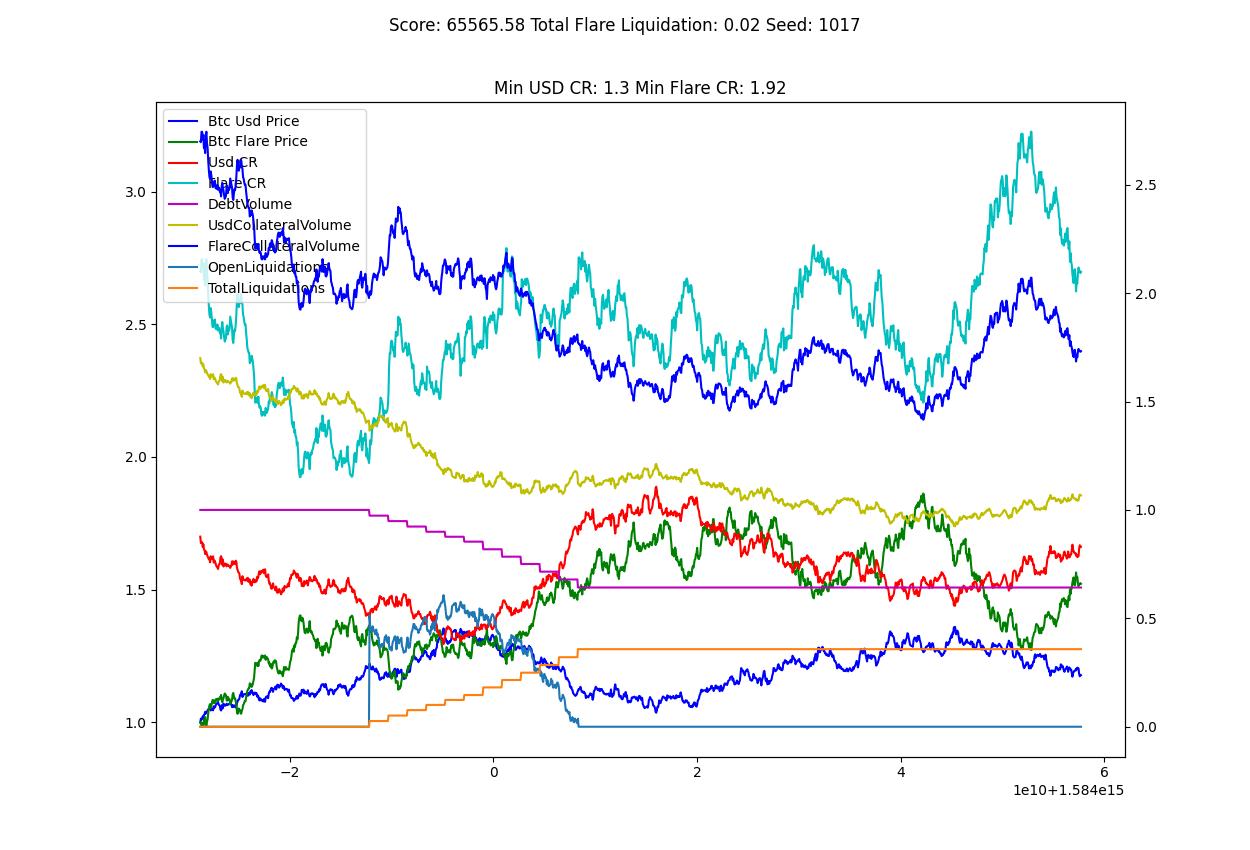 Score: 65565.58 Total Flare Liquidation: 0.02 Seed: 1017
Min USD CR: 1.3 Min Flare CR: 1.92
Btc Usd Price
Btc Flare Price
Usd CR
Flare CR
DebtVolume
UsdCollateralVolume
FlareCollateralVolume
OpenLiquidations
TotalLiquidations
3.0
2.5
2.0
1.5
1.0
2.5
2.0
1.5
1.0
0.5
0.0
−2 0 2 4 6
1e10+1.584e15